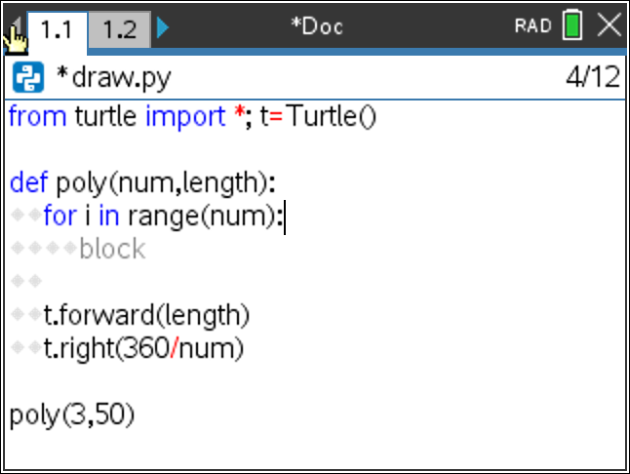 1.1 1.2 *Doc RAD
*draw.py 4/12
from turtle import *; t=Turtle()
def poly(num,length):
for i in range(num):
block
t.forward(length)
t.right(360/num)
poly(3,50)